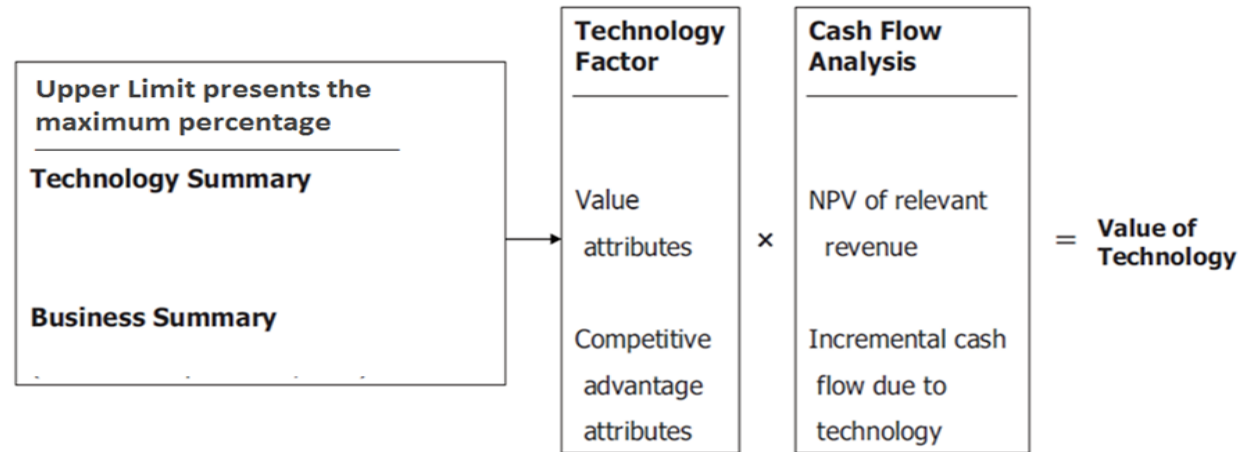 Upper Limit presents the
maximum percentage
Technology Summary
Business Summary
Technology
Factor
Value
attributes
Competitive
advantage
attributes
×
Cash Flow
Analysis
NPV of relevant
revenue
Incremental cash
flow due to
technology
=
Value of
Technology